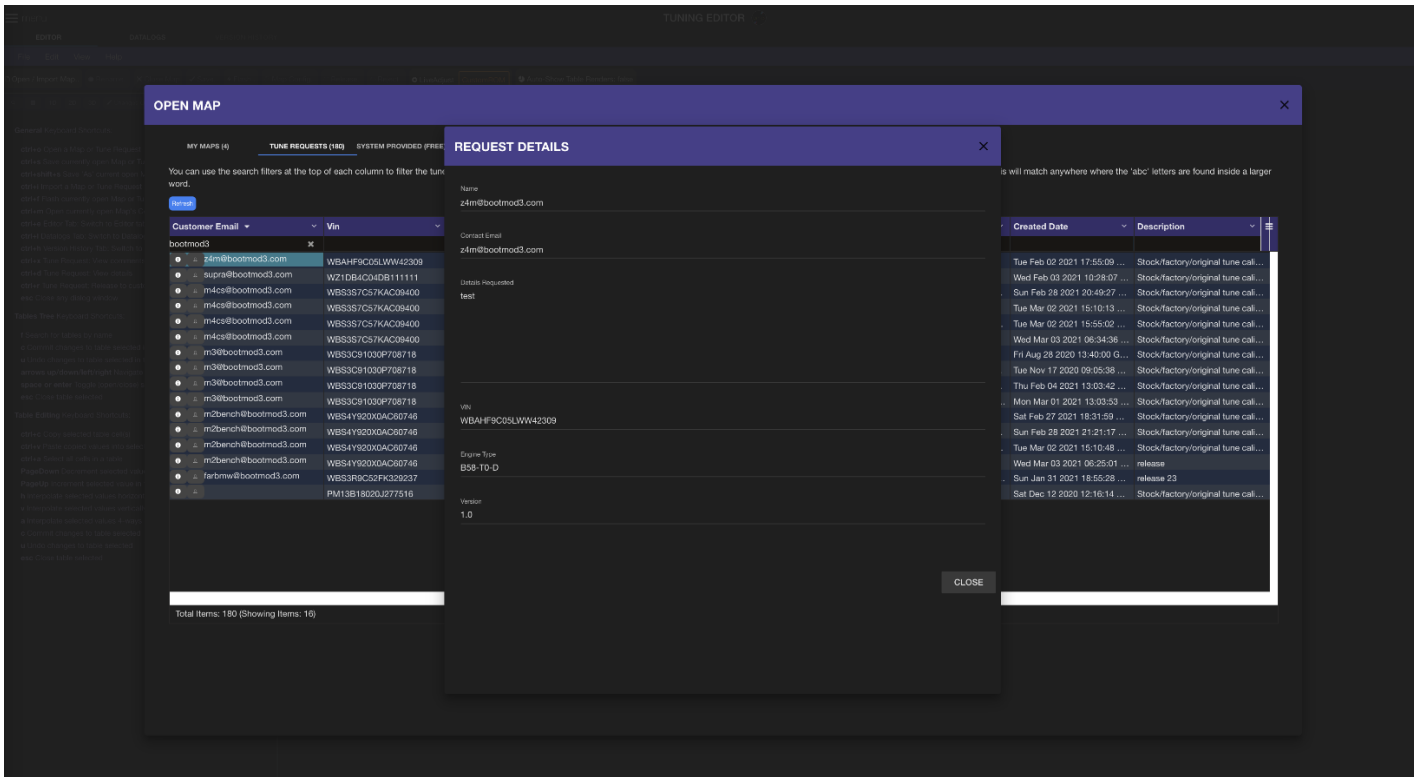 TUNING EDITOR
EDITOR
CATALOGS
OPEN MAP
MY MAPS (4)
TUNE REQUESTS (180)
SYSTEM PROVIDED (FREE
You can use the search filters at the top of each column to filter the tun
is will match anywhere where the 'abc' letters are found inside a larger
word.
Refresh
Customer Email
Vin
Created Date
Description
bootmod3
z4m@bootmod3.com WBAHF9C05LWW42309 Tue Feb 02 2021 17:55:09 ... Stock/factory/original tune cali...
supra@bootmod3.com WZ1DB4C04DB111111 Wed Feb 03 2021 10:28:07 ... Stock/factory/original tune cali...
m4cs@bootmod3.com WBS3S7C57KAC09400 Sun Feb 28 2021 20:49:27 ... Stock/factory/original tune cali...
m4cs@bootmod3.com WBS3S7C57KAC09400 Tue Mar 02 2021 15:10:13 ... Stock/factory/original tune cali...
m4cs@bootmod3.com WBS3S7C57KAC09400 Tue Mar 02 2021 15:55:02 ... Stock/factory/original tune cali...
m4cs@bootmod3.com WBS3S7C57KAC09400 Wed Mar 03 2021 06:34:36 ... Stock/factory/original tune cali...
m3@bootmod3.com WBS3C91030P708718 Fri Aug 28 2020 13:40:00 G... Stock/factory/original tune cali...
m3@bootmod3.com WBS3C91030P708718 Tue Nov 17 2020 09:05:38 ... Stock/factory/original tune cali...
m3@bootmod3.com WBS3C91030P708718 Thu Feb 04 2021 13:03:42 ... Stock/factory/original tune cali...
m3@bootmod3.com WBS3C91030P708718 Mon Mar 01 2021 13:03:53 ... Stock/factory/original tune cali...
m2bench@bootmod3.com WBS4Y920X0AC60746 Sat Feb 27 2021 18:31:59 ... Stock/factory/original tune cali...
m2bench@bootmod3.com WBS4Y920X0AC60746 Sun Feb 28 2021 21:21:17 ... Stock/factory/original tune cali...
m2bench@bootmod3.com WBS4Y920X0AC60746 Tue Mar 02 2021 15:10:48 ... Stock/factory/original tune cali...
m2bench@bootmod3.com WBS4Y920X0AC60746 Wed Mar 03 2021 06:25:01 ... release
farbmw@bootmod3.com WBS3R9C52FK329237 Sun Jan 31 2021 18:55:28 ... release 23
PM13B18020J277516 Sat Dec 12 2020 12:16:14 ... Stock/factory/original tune cali...
Total Items: 180 (Showing Items: 16)
REQUEST DETAILS
Name
z4m@bootmod3.com
Contact Email
z4m@bootmod3.com
Details Requested
test
VIN
WBAHF9C05LWW42309
Engine Type
B58-T0-D
Version
1.0
CLOSE